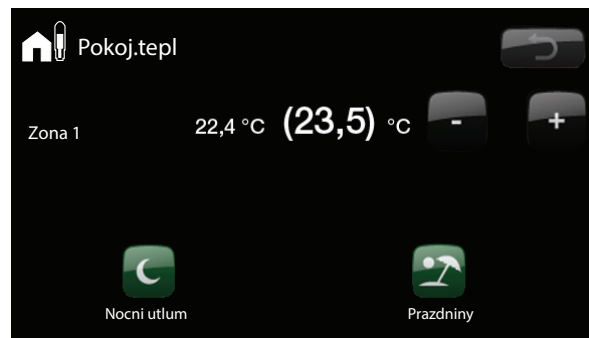 Pokoj.tepl
Zona 1 22,4 °C (23,5) °C - +
Nocni utlum Prazdniny